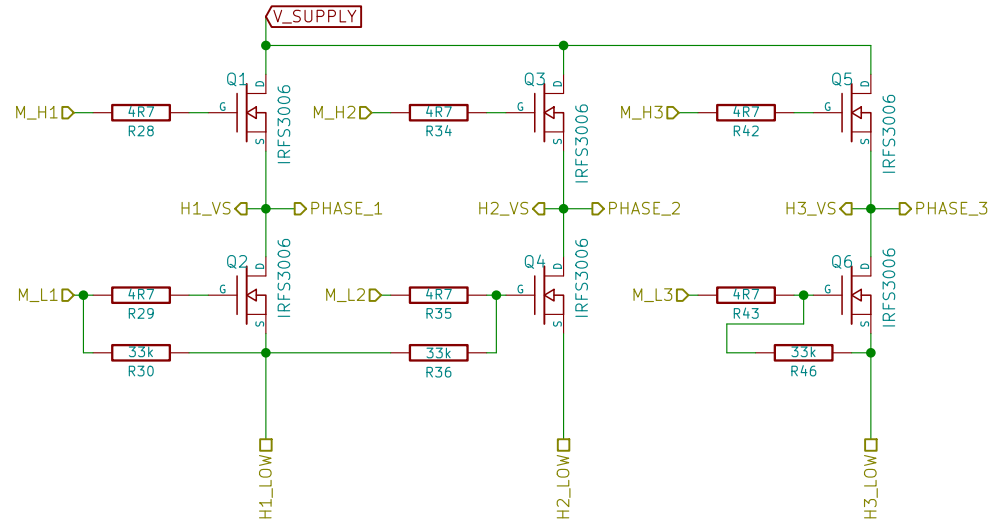 V_SUPPLY
Q1
D
G
S
IRFS3006
M_H1
4R7
R28
Q3
D
G
S
IRFS3006
M_H2
4R7
R34
Q5
D
G
S
IRFS3006
M_H3
4R7
R42
H1_VS
PHASE_1
H2_VS
PHASE_2
H3_VS
PHASE_3
Q2
D
G
S
IRFS3006
M_L1
4R7
R29
33k
R30
Q4
D
G
S
IRFS3006
M_L2
4R7
R35
33k
R36
Q6
D
G
S
IRFS3006
M_L3
4R7
R43
33k
R46
H1_LOW
H2_LOW
H3_LOW